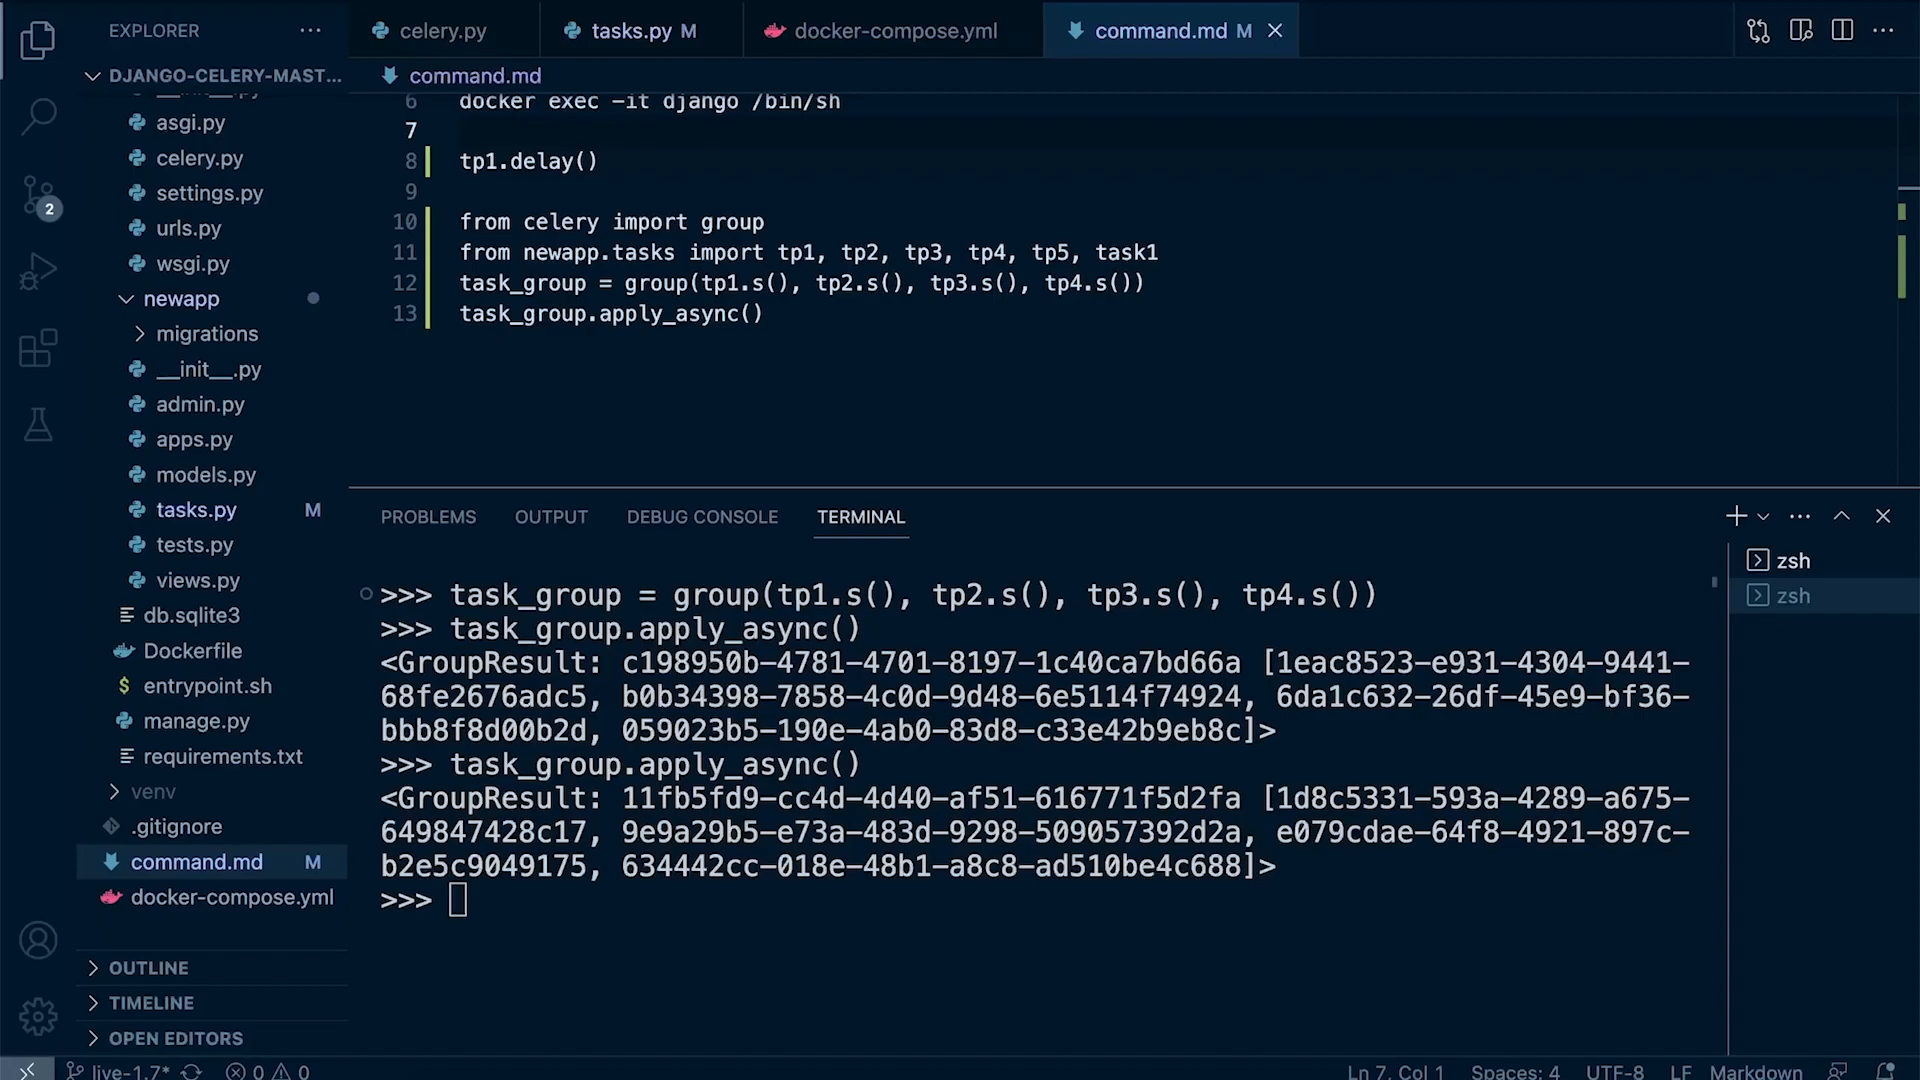 EXPLORER
DJANGO-CELERY-MAST...
asgi.py
celery.py
settings.py
urls.py
wsgi.py
newapp
migrations
__init__.py
admin.py
apps.py
models.py
tasks.py M
tests.py
views.py
db.sqlite3
Dockerfile
$ entrypoint.sh
manage.py
requirements.txt
venv
.gitignore
command.md M
docker-compose.yml
OUTLINE
TIMELINE
OPEN EDITORS
2
celery.py
tasks.py M
docker-compose.yml
command.md M
command.md
6 docker exec -it django /bin/sh
7
8 tp1.delay()
9
10 from celery import group
11 from newapp.tasks import tp1, tp2, tp3, tp4, tp5, task1
12 task_group = group(tp1.s(), tp2.s(), tp3.s(), tp4.s())
13 task_group.apply_async()
PROBLEMS OUTPUT DEBUG CONSOLE TERMINAL
>>> task_group = group(tp1.s(), tp2.s(), tp3.s(), tp4.s())
>>> task_group.apply_async()
<GroupResult: c198950b-4781-4701-8197-1c40ca7bd66a [1eac8523-e931-4304-9441-
68fe2676adc5, b0b34398-7858-4c0d-9d48-6e5114f74924, 6da1c632-26df-45e9-bf36-
bbb8f8d00b2d, 059023b5-190e-4ab0-83d8-c33e42b9eb8c]>
>>> task_group.apply_async()
<GroupResult: 11fb5fd9-cc4d-4d40-af51-616771f5d2fa [1d8c5331-593a-4289-a675-
649847428c17, 9e9a29b5-e73a-483d-9298-509057392d2a, e079cdae-64f8-4921-897c-
b2e5c9049175, 634442cc-018e-48b1-a8c8-ad510be4c688]>
>>>
zsh
zsh
live-1.7* 0 0
Ln 7, Col 1 Spaces: 4 UTF-8 LF Markdown